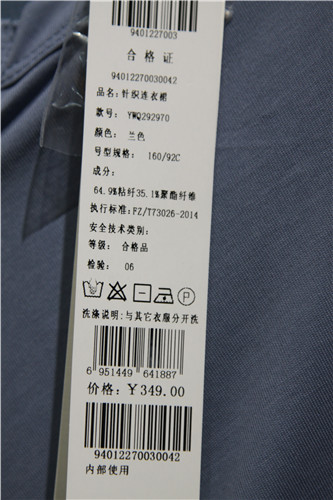 9401227003
合格证
94012270030042
品名:针织连衣裙
款号:YWQ292970
颜色:兰色
号型规格:160/92C
成分:
64.9%粘纤35.1%聚酯纤维
执行标准:FZ/T73026-2014
安全技术类别:
等级:合格品
检验:06
P
洗涤说明:与其它衣服分开洗
6 951449 641887
价格:￥349.00
94012270030042
内部使用